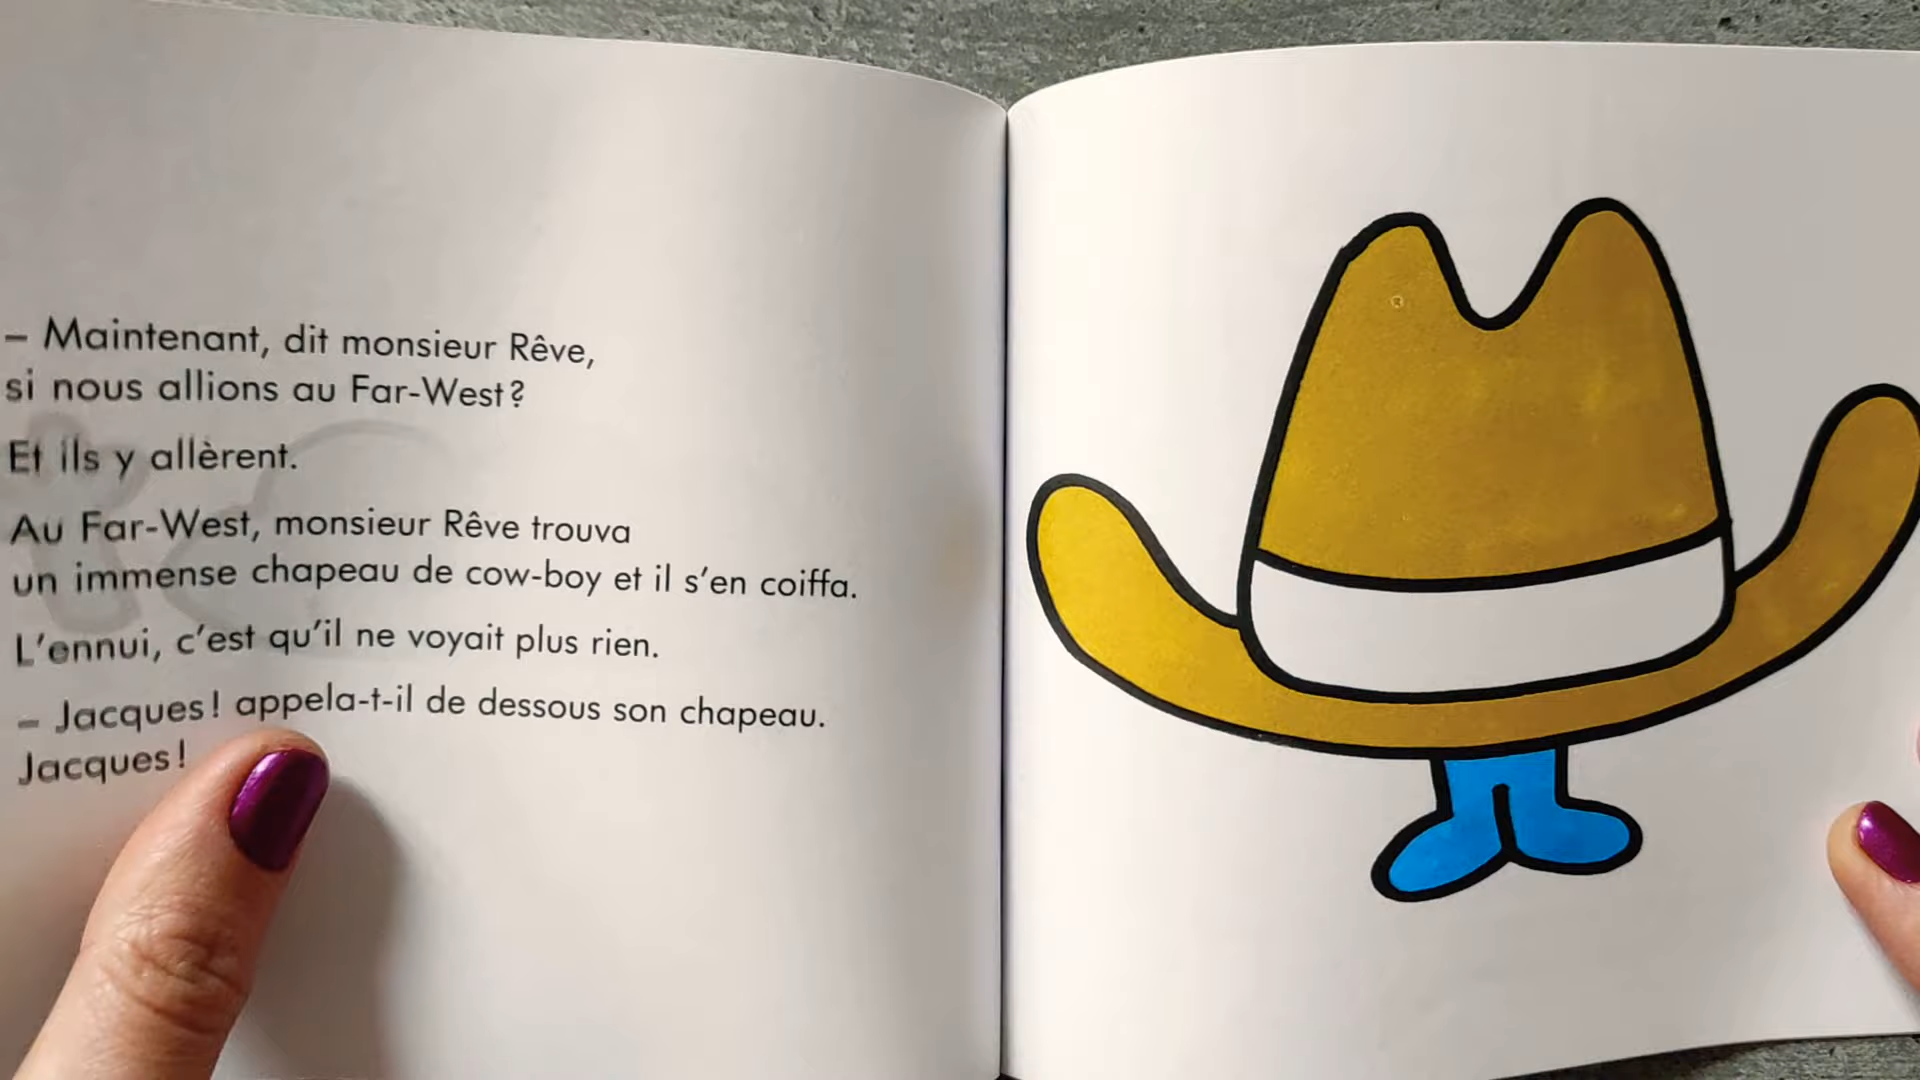 – Maintenant, dit monsieur Rêve,
si nous allions au Far-West?
Et ils y allèrent.
Au Far-West, monsieur Rêve trouva
un immense chapeau de cow-boy et il s'en coiffa.
L'ennui, c'est qu'il ne voyait plus rien.
– Jacques! appela-t-il de dessous son chapeau.
Jacques!